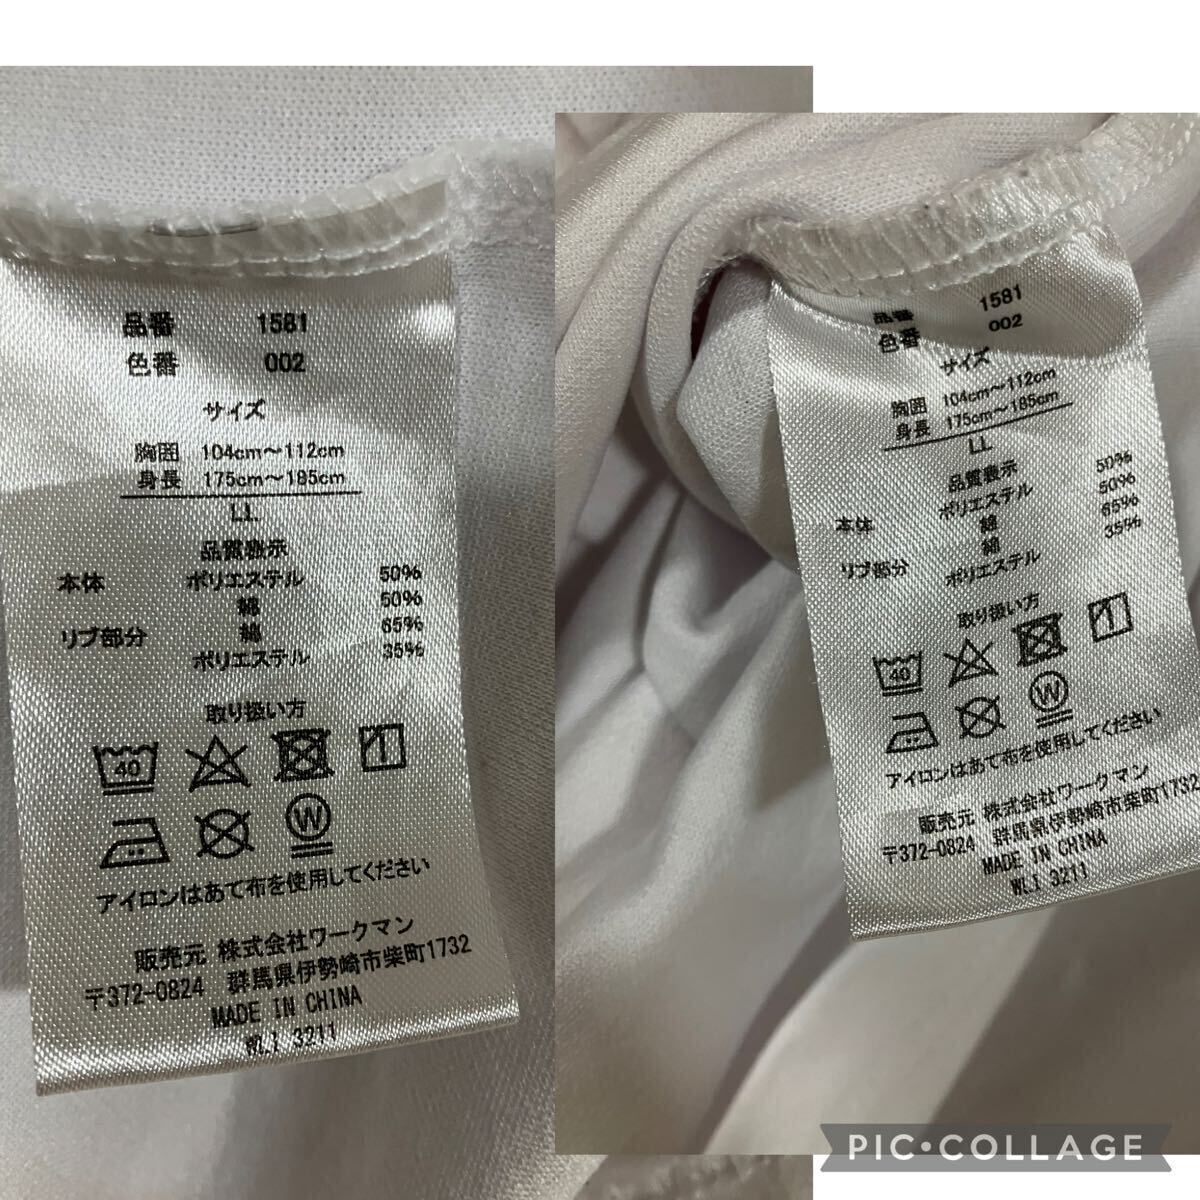 品番 1581
色番 002
サイズ
胸囲 104cm～112cm
身長 175cm～185cm
LL
品質表示
本体 ポリエステル 50%
綿 50%
リブ部分 綿 65%
ポリエステル 35%
取り扱い方
40
1
W
アイロンはあて布を使用してください
販売元 株式会社ワークマン
〒372-0824 群馬県伊勢崎市柴町1732
MADE IN CHINA
WLJ 3211
品番 1581
色番 002
サイズ
胸囲 104cm～112cm
身長 175cm～185cm
LL
品質表示
本体 ポリエステル 50%
綿 50%
リブ部分 綿 65%
ポリエステル 35%
取り扱い方
40
1
W
アイロンはあて布を使用してください
販売元 株式会社ワークマン
〒372-0824 群馬県伊勢崎市柴町1732
MADE IN CHINA
WLJ 3211
PIC•COLLAGE